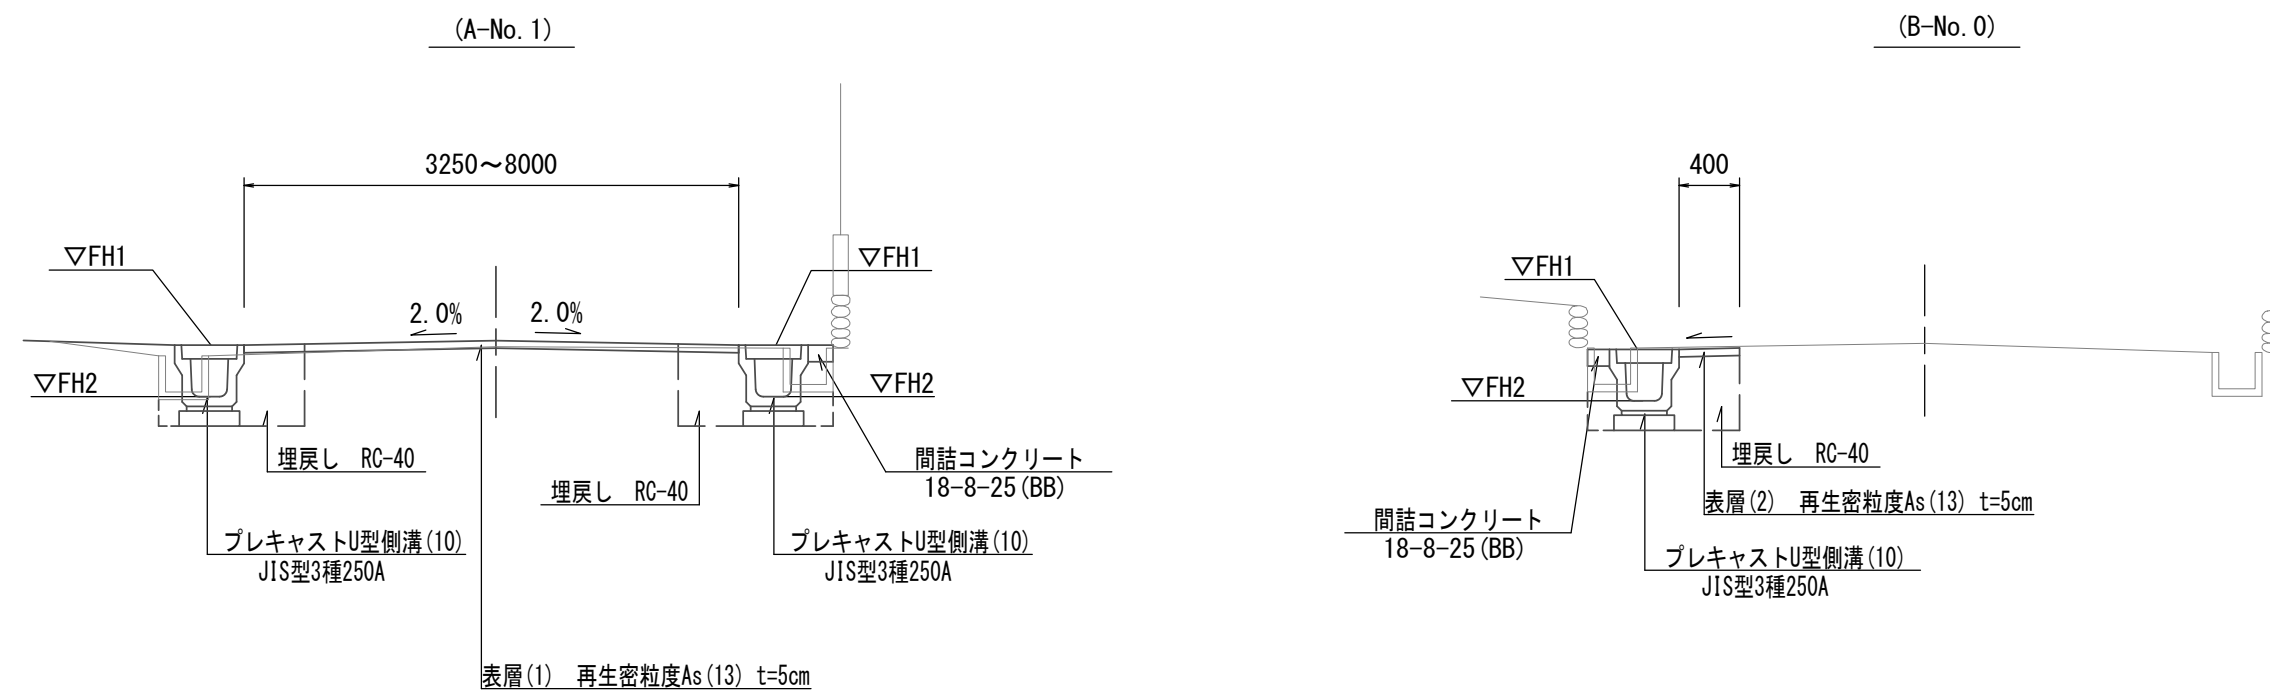 (A-No.1)
3250～8000
▽FH1
▽FH1
2.0%
2.0%
▽FH2
▽FH2
埋戻し　RC-40
埋戻し　RC-40
間詰コンクリート
18-8-25(BB)
プレキャストU型側溝(10)
JIS型3種250A
プレキャストU型側溝(10)
JIS型3種250A
表層(1)　再生密粒度As(13) t=5cm
(B-No.0)
400
▽FH1
▽FH2
埋戻し　RC-40
表層(2)　再生密粒度As(13) t=5cm
間詰コンクリート
18-8-25(BB)
プレキャストU型側溝(10)
JIS型3種250A